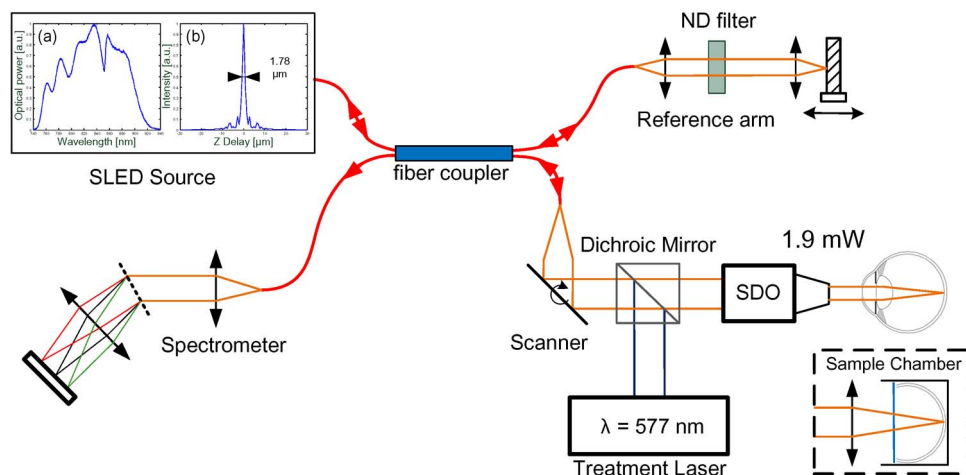 (a)
(b)
Optical power [a.u.]
Wavelength [nm]
Intensity [a.u.]
1.78
µm
Z Delay [µm]
SLED Source
fiber coupler
ND filter
Reference arm
Spectrometer
Scanner
Dichroic Mirror
SDO
1.9 mW
λ = 577 nm
Treatment Laser
Sample Chamber